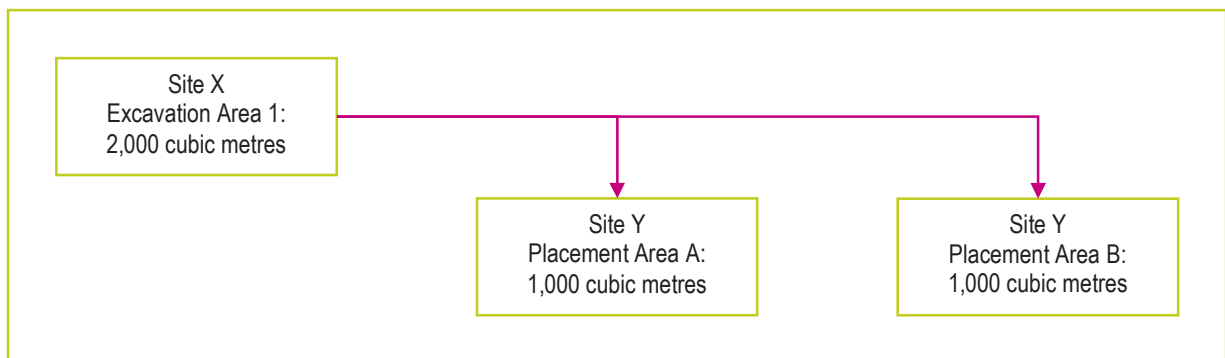 Site X
Excavation Area 1:
2,000 cubic metres
Site Y
Placement Area A:
1,000 cubic metres
Site Y
Placement Area B:
1,000 cubic metres